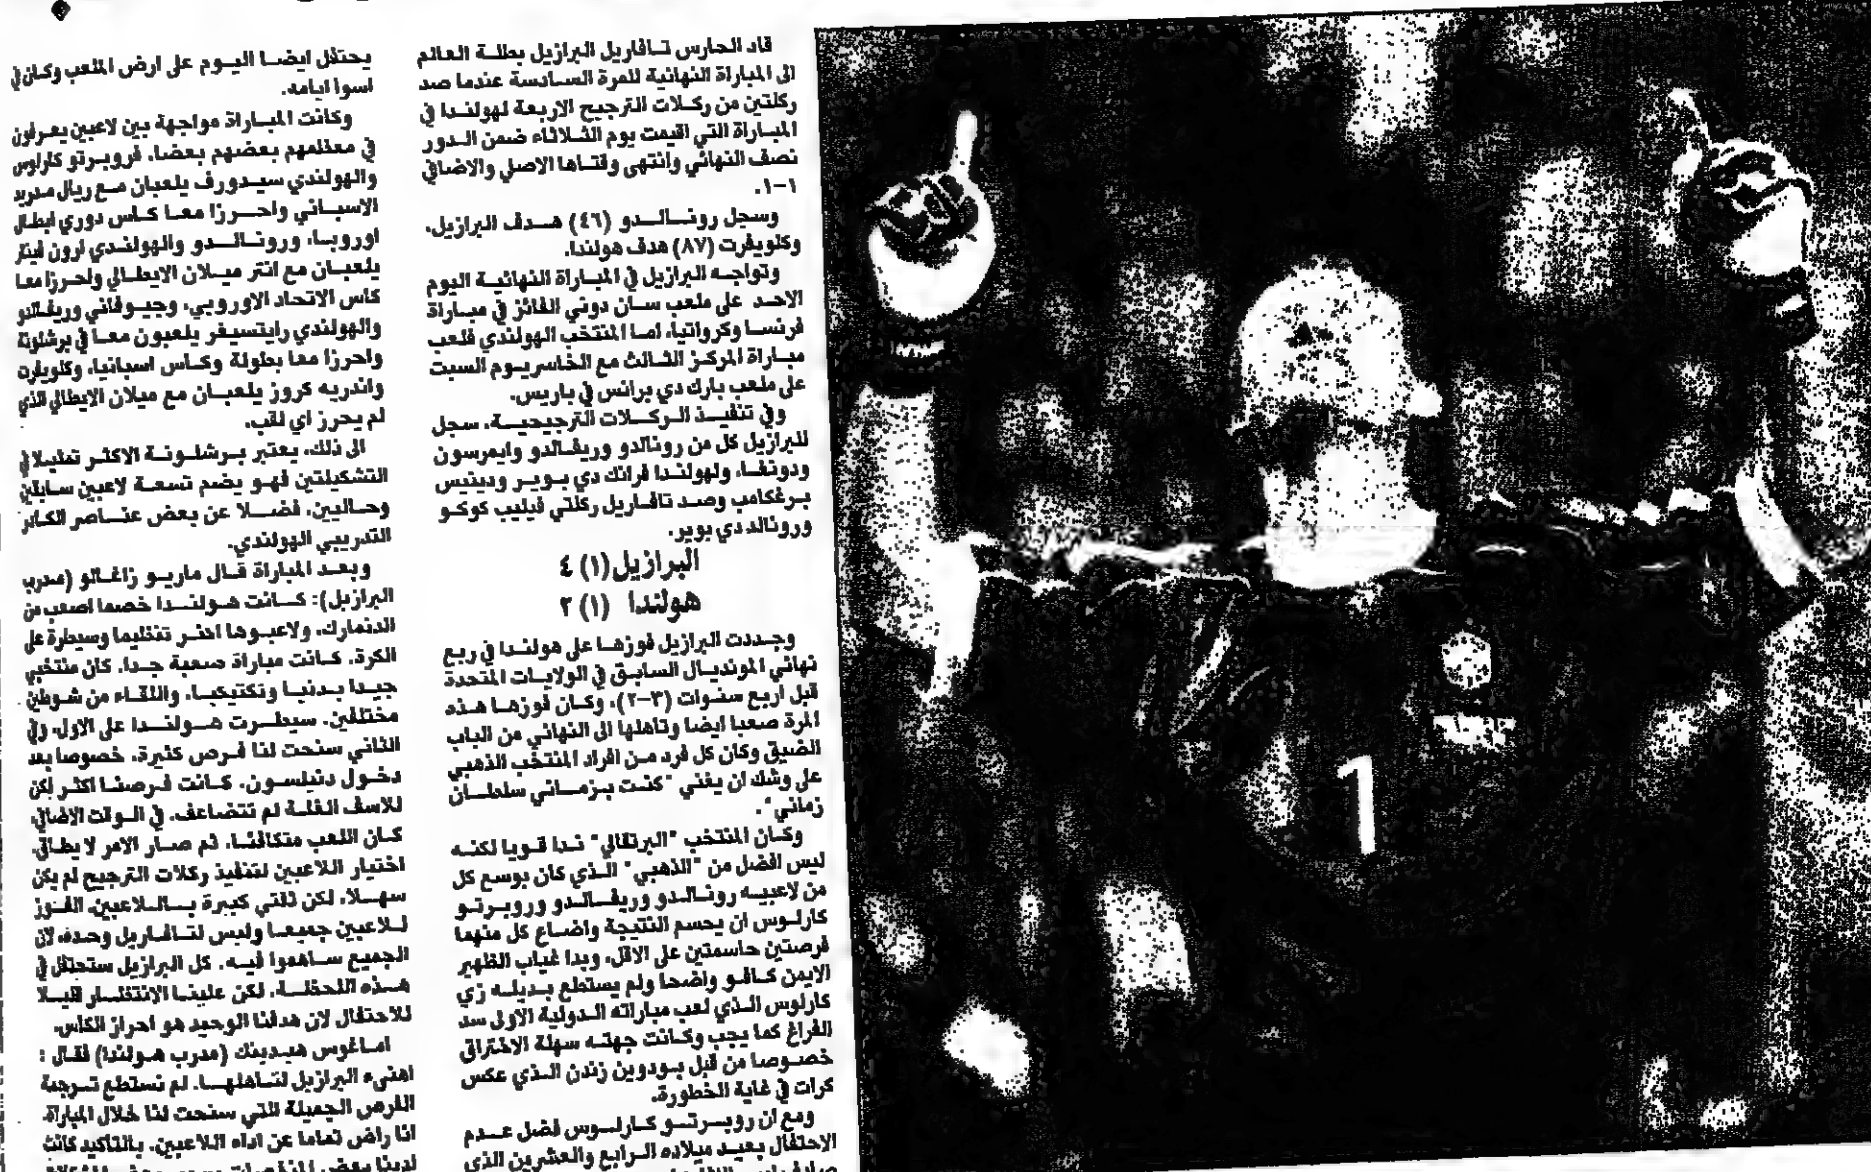 قاد الحارس تافاريل البرازيل بطلة العالم
الى المباراة النهائية للمرة السادسة عندما صد
ركلتين من ركلات الترجيح الاربعة لهولندا في
المباراة التي اقيمت يوم الثلاثاء ضمن الدور
نصف النهائي وانتهى وقتاها الاصلي والاضافي
١-١.
وسجل رونالدو (٤٦) هدف البرازيل،
وكلويفرت (٨٧) هدف هولندا.
وتواجه البرازيل في المباراة النهائية اليوم
الاحد على ملعب سان دوني الفائز في مباراة
فرنسا وكرواتيا، اما المنتخب الهولندي فلعب
مباراة المركز الثالث مع الخاسر يوم السبت
على ملعب بارك دي برانس في باريس.
وفي تنفيذ الركلات الترجيحية، سجل
للبرازيل كل من رونالدو وريفالدو وايمرسون
ودونغا، ولهولندا فرانك دي بوير ودينيس
برغكامب وصد تافاريل ركلتي فيليب كوكو
ورونالد دي بوير.
البرازيل (١) ٤
هولندا (١) ٢
وجددت البرازيل فوزها على هولندا في ربع
نهائي المونديال السابق في الولايات المتحدة
قبل اربع سنوات (٣-٢)، وكان فوزها هذه
المرة صعبا ايضا وتاهلها الى النهائي من الباب
الضيق وكان كل فرد من افراد المنتخب الذهبي
على وشك ان يغني "كنت بزماني سلطان
زماني".
وكان المنتخب "البرتقالي" ندا قويا لكنه
ليس افضل من "الذهبي" الذي كان بوسع كل
من لاعبيه رونالدو وريفالدو وروبرتو
كارلوس ان يحسم النتيجة واضاع كل منهما
فرصتين حاسمتين على الاقل، وبدا غياب الظهير
الايمن كافو واضحا ولم يستطع بديله زي
كارلوس الذي لعب مباراته الدولية الاولى سد
الفراغ كما يجب وكانت جهته سهلة الاختراق
خصوصا من قبل بودوين زندن الذي عكس
كرات في غاية الخطورة.
ومع ان روبرتو كارلوس فضل عدم
الاحتفال بعيد ميلاده الرابع والعشرين الذي
يحتفل ايضا اليوم على ارض الملعب وكان في
اسوا ايامه.
وكانت المباراة مواجهة بين لاعبين يعرفون
في معظمهم بعضهم بعضا، فروبرتو كارلوس
والهولندي سيدورف يلعبان مع ريال مدريد
الاسباني واحرزا معا كاس دوري ابطال
اوروبا، ورونالدو والهولندي ارون فينتر
يلعبان مع انتر ميلان الايطالي واحرزا معا
كاس الاتحاد الاوروبي، وجيوفاني وريفالدو
والهولندي رايتسيغر يلعبون معا في برشلونة
واحرزا معا بطولة وكاس اسبانيا، وكلويفرت
واندريه كروز يلعبان مع ميلان الايطالي الذي
لم يحرز اي لقب.
الى ذلك، يعتبر برشلونة الاكثر تمثيلا في
التشكيلتين فهو يضم تسعة لاعبين سابقين
وحاليين، فضلا عن بعض عناصر الكادر
التدريبي الهولندي.
وبعد المباراة قال ماريو زاغالو (مدرب
البرازيل): كانت هولندا خصما اصعب من
الدنمارك، ولاعبوها اكثر تنظيما وسيطرة على
الكرة، كانت مباراة صعبة جدا، كان منتخبي
جيدا بدنيا وتكتيكيا، واللقاء من شوطين
مختلفين، سيطرت هولندا على الاول، وفي
الثاني سنحت لنا فرص كثيرة، خصوصا بعد
دخول دنيلسون، كانت فرصنا اكثر لكن
للاسف الغلة لم تتضاعف، في الوقت الاضافي
كان اللعب متكافئا، ثم صار الامر لا يطاق،
اختيار اللاعبين لتنفيذ ركلات الترجيح لم يكن
سهلا، لكن ثقتي كبيرة باللاعبين، الفوز
للاعبين جميعا وليس لتافاريل وحده، لان
الجميع ساهموا فيه، كل البرازيل ستحتفل في
هذه اللحظة، لكن علينا الانتظار قليلا
للاحتفال لان هدفنا الوحيد هو احراز الكاس.
اما غوس هيدينك (مدرب هولندا) فقال :
اهنىء البرازيل لتاهلها، لم نستطع ترجمة
الفرص الجميلة التي سنحت لنا خلال المباراة،
انا راض تماما عن اداء اللاعبين، بالتاكيد كانت
لدينا بعض
1